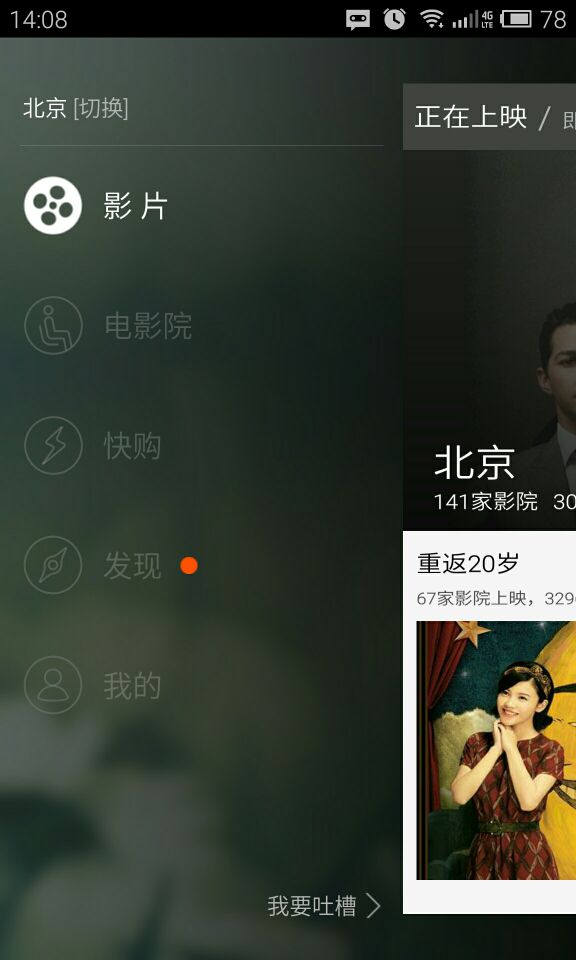 14:08 4G LTE 78
北京 [切换]
正在上映 / 即
影 片
电影院
快购
发现
我的
我要吐槽
北京
141家影院 30
重返20岁
67家影院上映，329